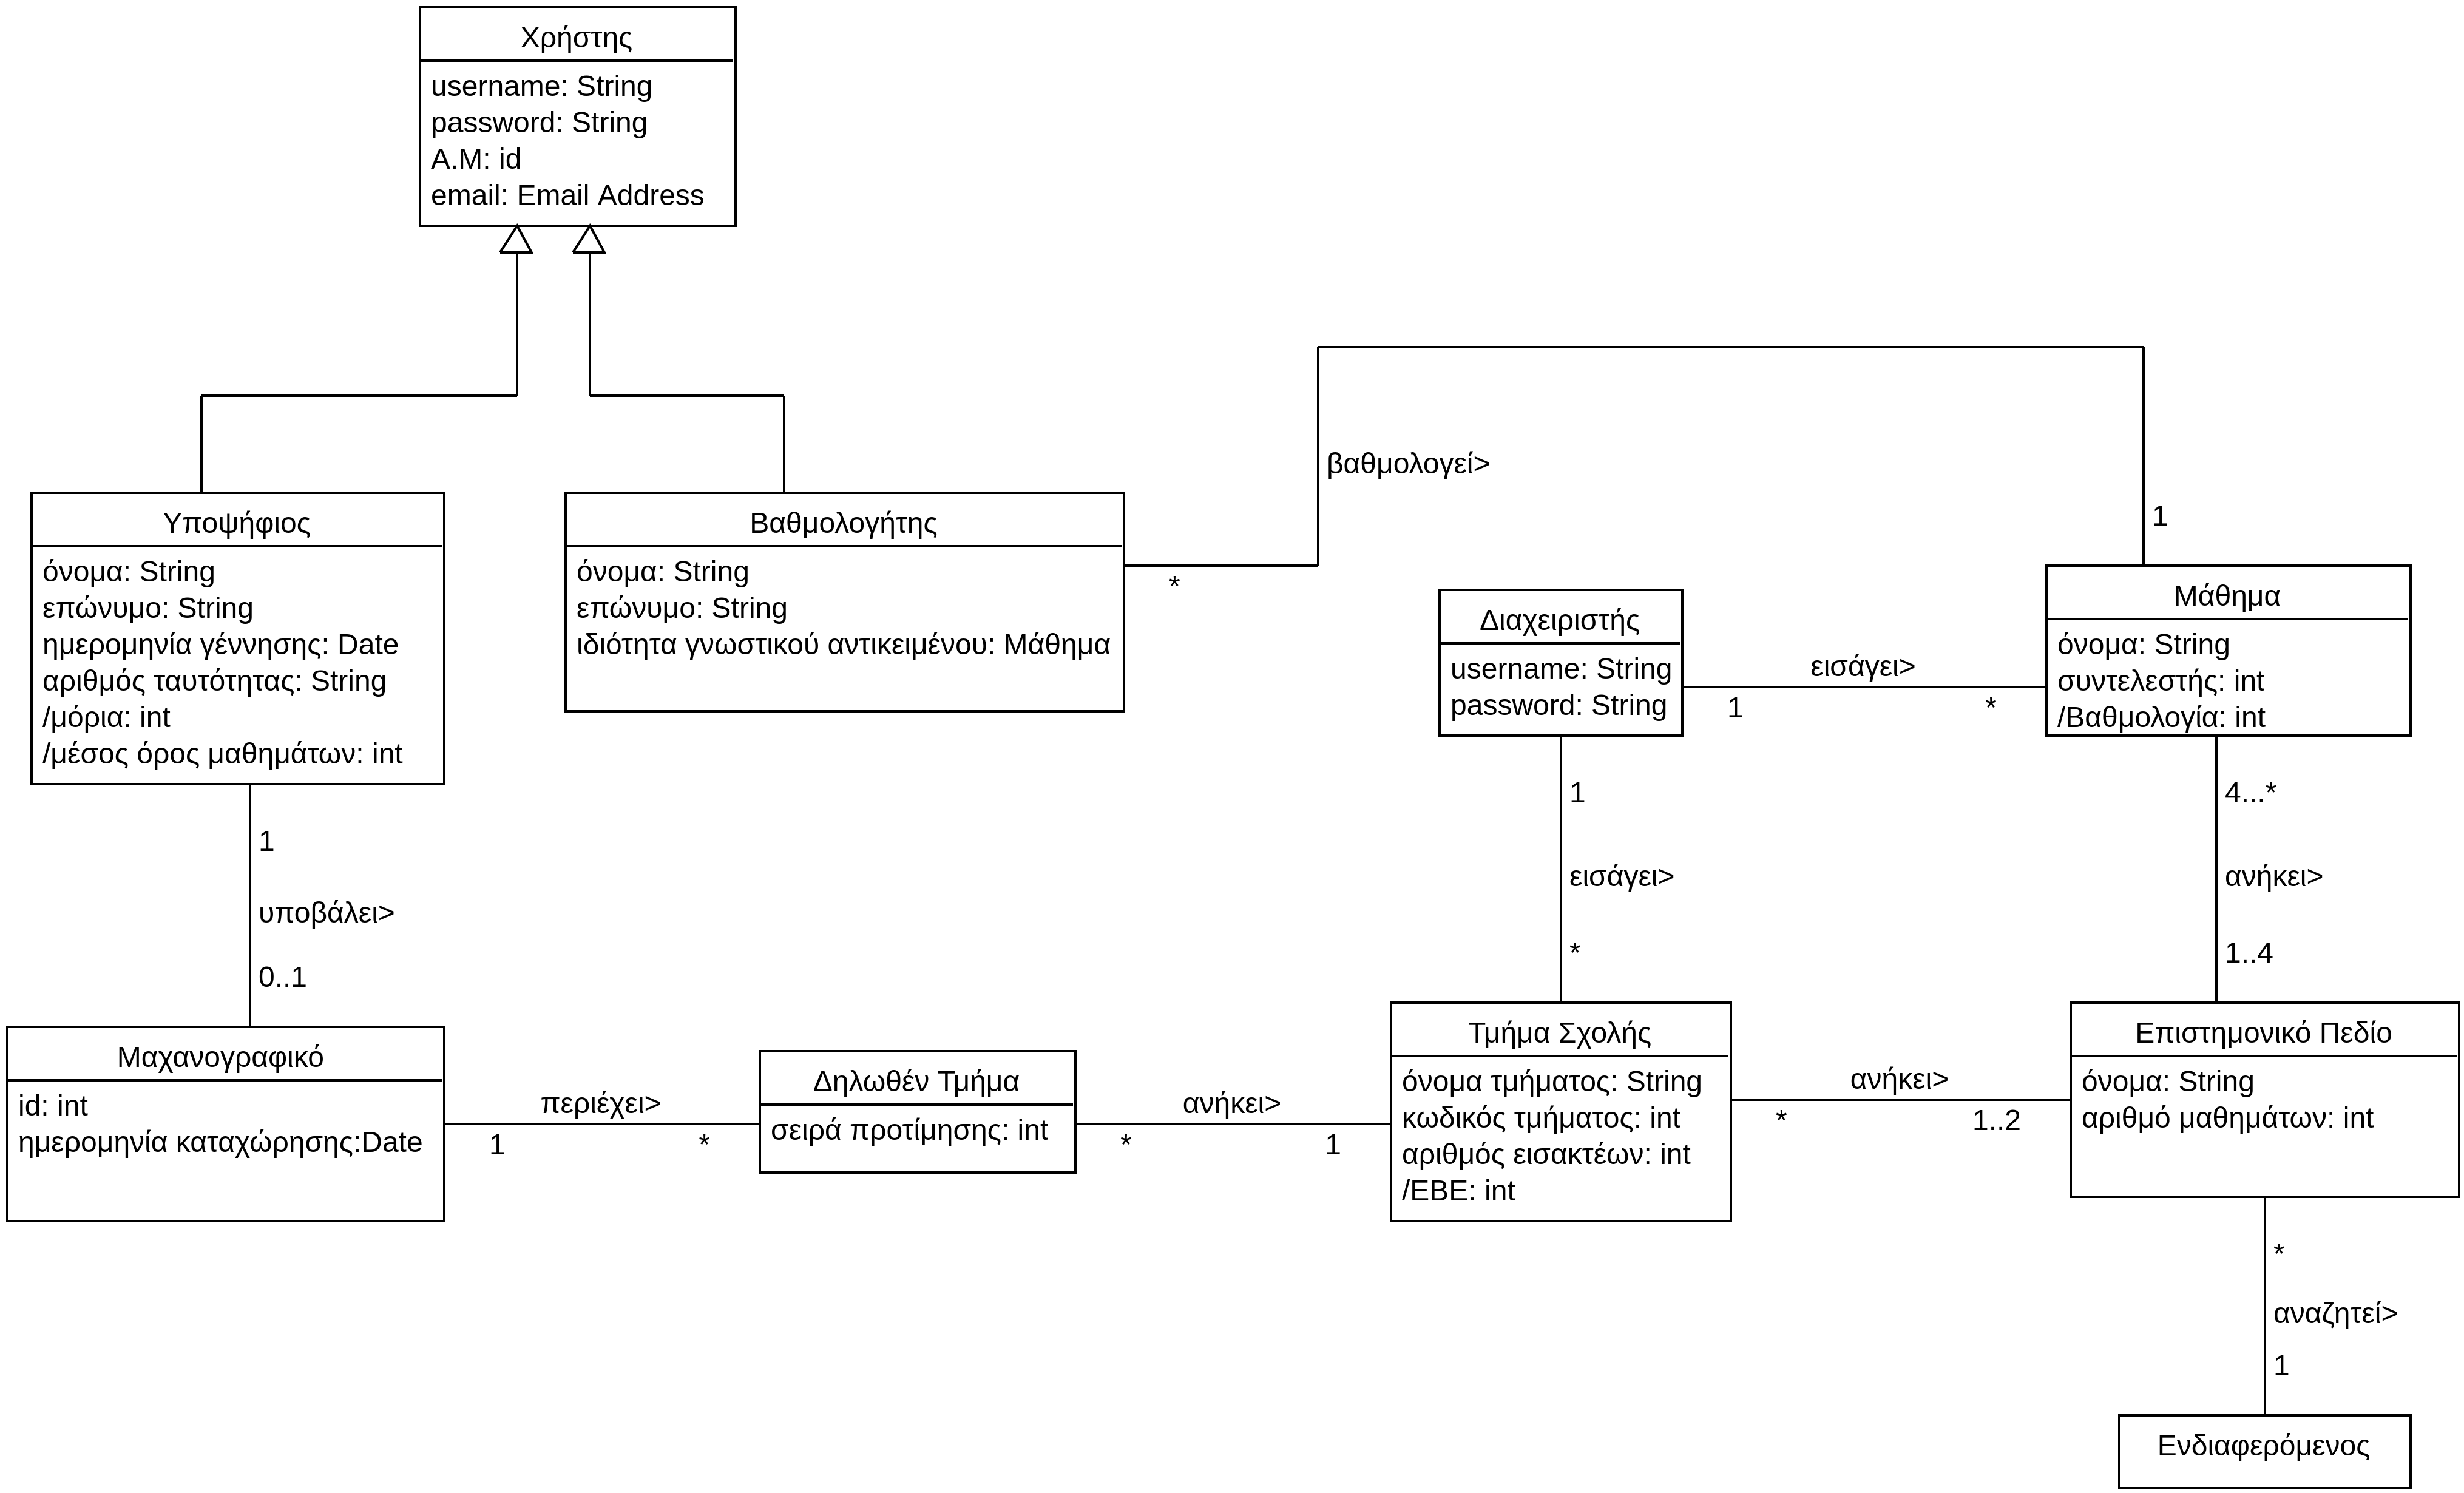 Χρήστης
username: String
password: String
Α.Μ: id
email: Email Address
Υποψήφιος
όνομα: String
επώνυμο: String
ημερομηνία γέννησης: Date
αριθμός ταυτότητας: String
/μόρια: int
/μέσος όρος μαθημάτων: int
Βαθμολογήτης
όνομα: String
επώνυμο: String
ιδιότητα γνωστικού αντικειμένου: Μάθημα
*
βαθμολογεί>
1
Διαχειριστής
username: String
password: String
εισάγει>
1
*
Μάθημα
όνομα: String
συντελεστής: int
/Βαθμολογία: int
1
υποβάλει>
0..1
1
εισάγει>
*
4...*
ανήκει>
1..4
Μαχανογραφικό
id: int
ημερομηνία καταχώρησης:Date
περιέχει>
1
*
Δηλωθέν Τμήμα
σειρά προτίμησης: int
ανήκει>
*
1
Τμήμα Σχολής
όνομα τμήματος: String
κωδικός τμήματος: int
αριθμός εισακτέων: int
/ΕΒΕ: int
ανήκει>
*
1..2
Επιστημονικό Πεδίο
όνομα: String
αριθμό μαθημάτων: int
*
αναζητεί>
1
Ενδιαφερόμενος